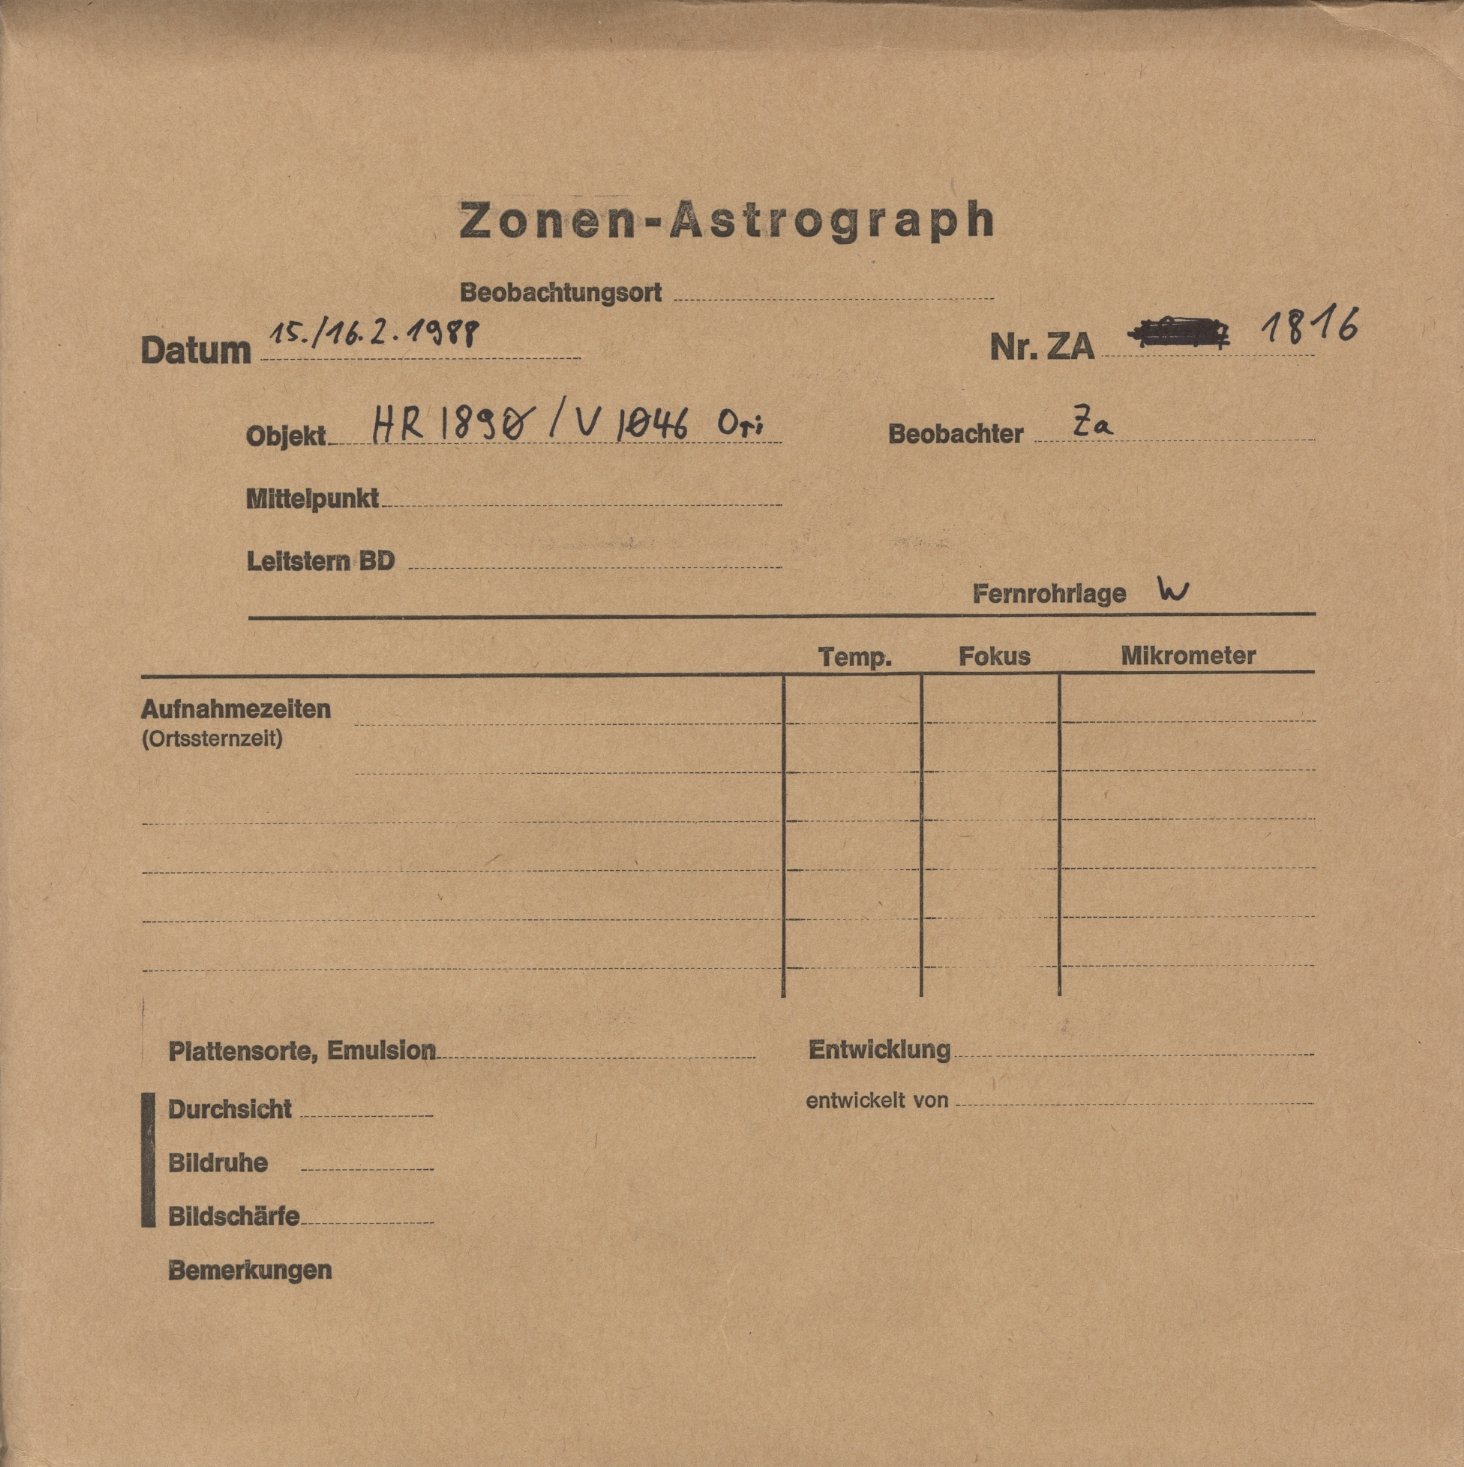 Zonen-Astrograph
Beobachtungsort
Datum 15./16.2.1988 Nr. ZA 1816
Objekt HR 1890 / V 1046 Ori Beobachter Za
Mittelpunkt
Leitstern BD
Fernrohrlage W
Temp. Fokus Mikrometer
Aufnahmezeiten
(Ortssternzeit)
Plattensorte, Emulsion Entwicklung
Durchsicht entwickelt von
Bildruhe
Bildschärfe
Bemerkungen